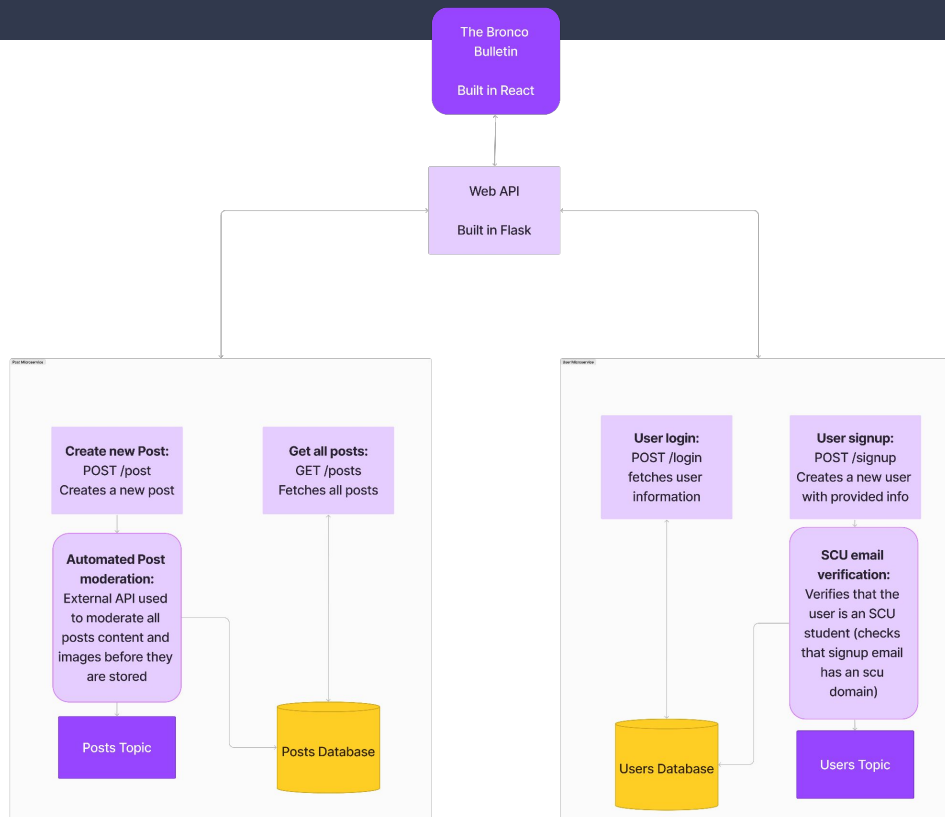 The Bronco
Bulletin
Built in React
Web API
Built in Flask
Post Microservice
Create new Post:
POST /post
Creates a new post
Get all posts:
GET /posts
Fetches all posts
Automated Post
moderation:
External API used
to moderate all
posts content and
images before they
are stored
Posts Topic
Posts Database
User Microservice
User login:
POST /login
fetches user
information
User signup:
POST /signup
Creates a new user
with provided info
SCU email
verification:
Verifies that the
user is an SCU
student (checks
that signup email
has an scu
domain)
Users Database
Users Topic